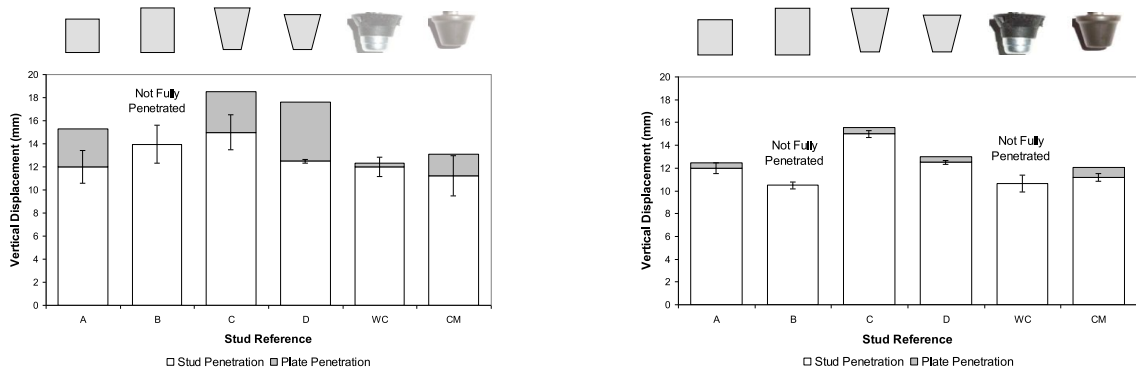 20
18
16
14
12
10
8
6
4
2
0
Vertical Displacement (mm)
Not Fully
Penetrated
A B C D WC CM
Stud Reference
Stud Penetration Plate Penetration
20
18
16
14
12
10
8
6
4
2
0
Vertical Displacement (mm)
Not Fully
Penetrated
Not Fully
Penetrated
A B C D WC CM
Stud Reference
Stud Penetration Plate Penetration